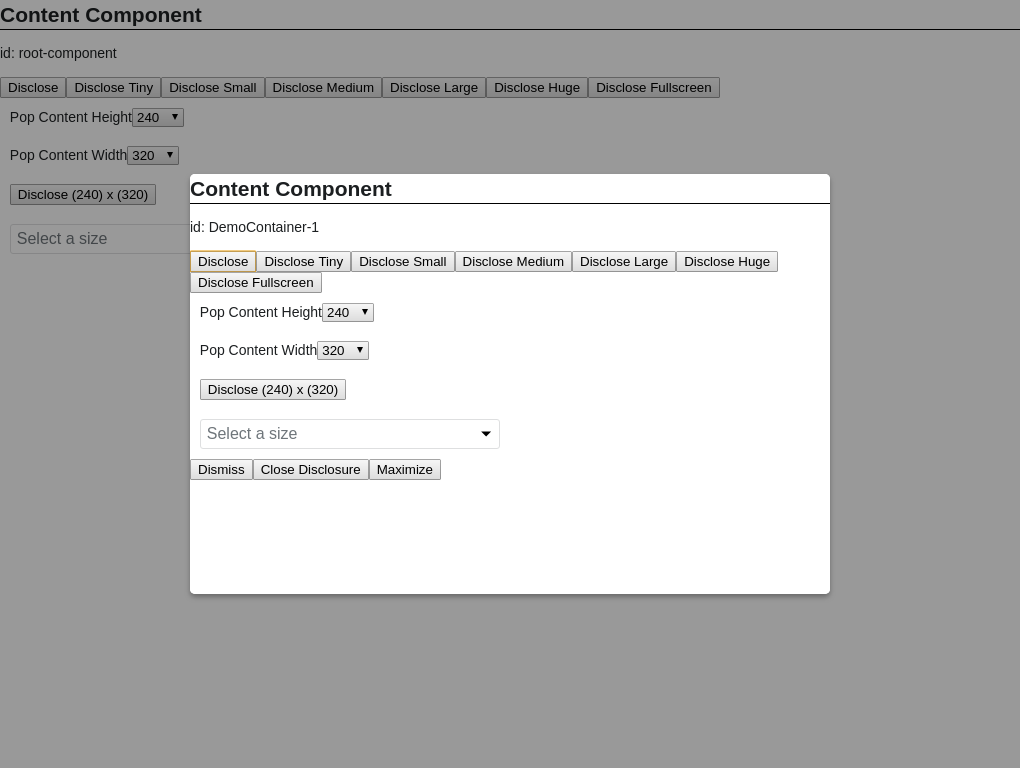 Content Component
id: root-component
Disclose Disclose Tiny Disclose Small Disclose Medium Disclose Large Disclose Huge Disclose Fullscreen
Pop Content Height 240
Pop Content Width 320
Disclose (240) x (320)
Select a size
Content Component
id: DemoContainer-1
Disclose Disclose Tiny Disclose Small Disclose Medium Disclose Large Disclose Huge
Disclose Fullscreen
Pop Content Height 240
Pop Content Width 320
Disclose (240) x (320)
Select a size
Dismiss Close Disclosure Maximize